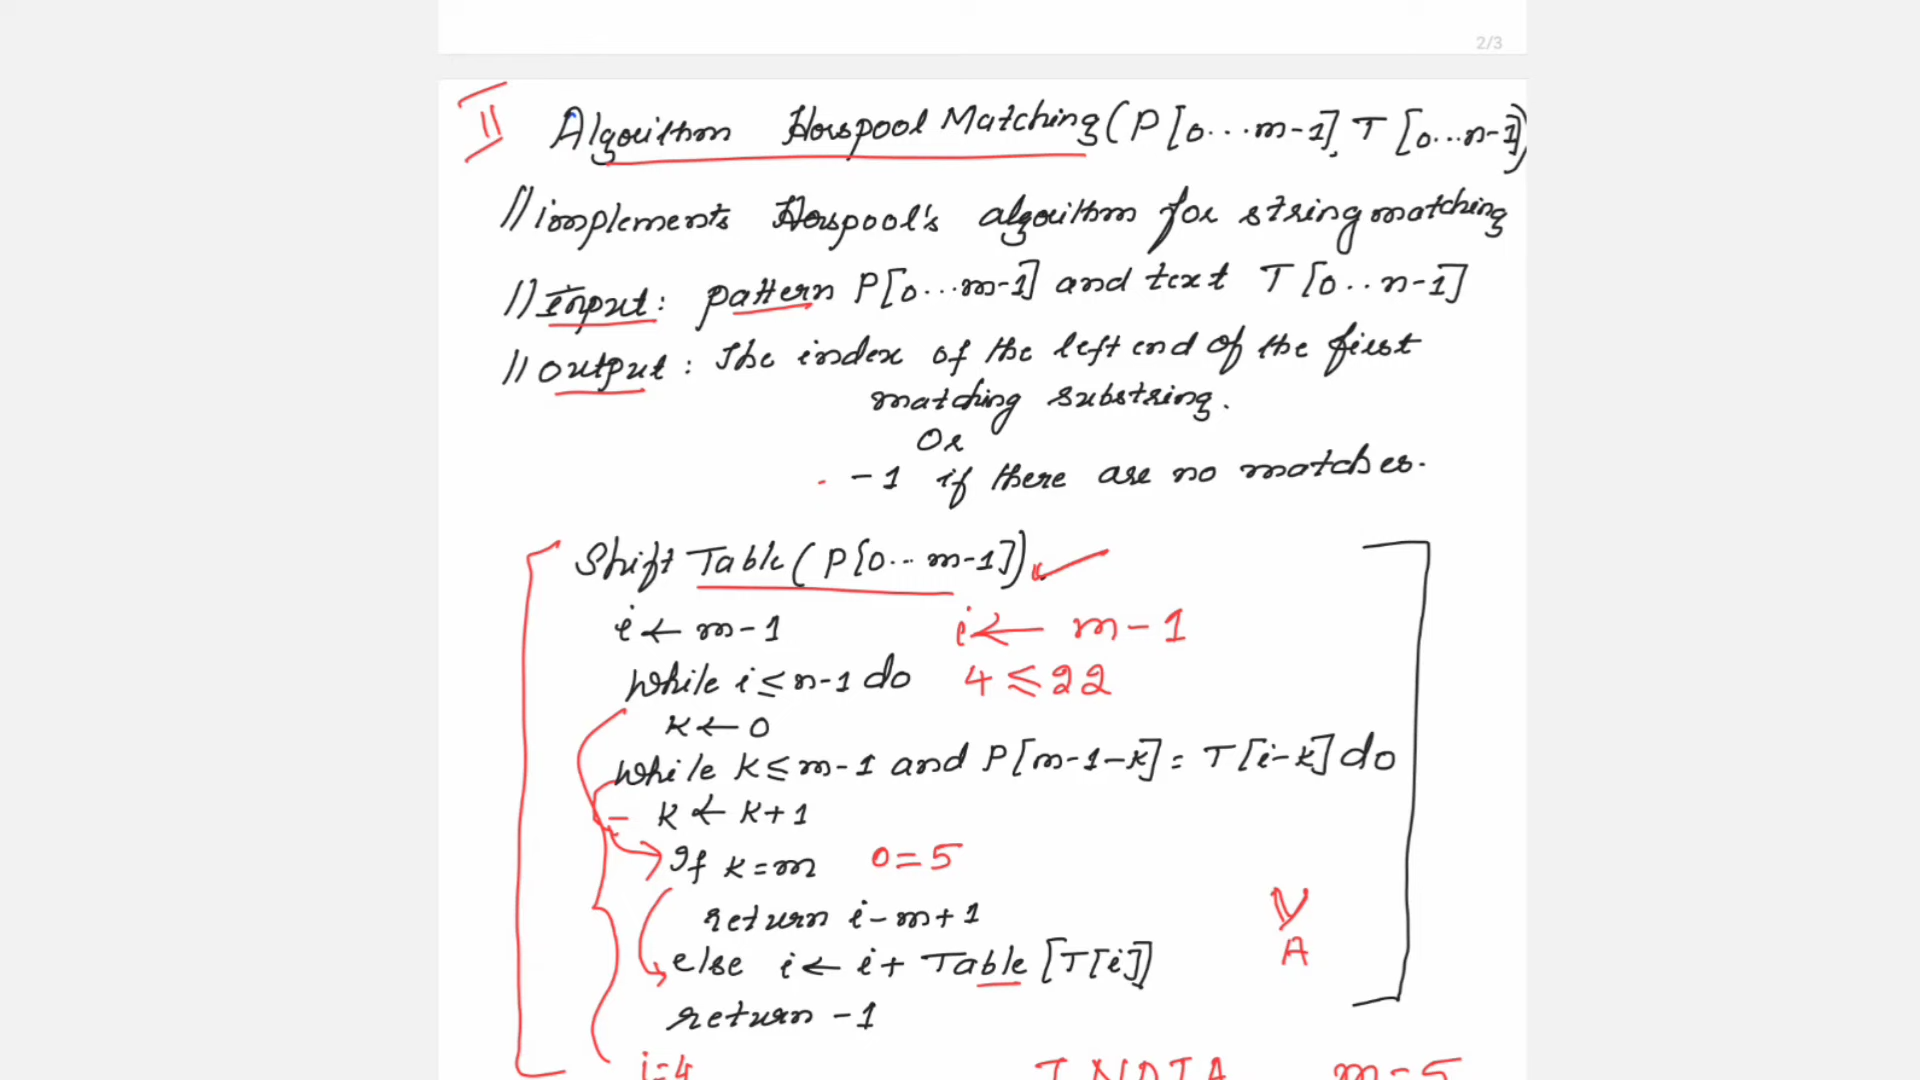 2/3
II Algorithm Horspool Matching (P[0...m-1], T[0...n-1])
// implements Horspool's algorithm for string matching
// Input: pattern P[0...m-1] and text T[0..n-1]
// output: The index of the left end of the first
matching substring.
Or
-1 if there are no matches.
Shift Table (P[0...m-1])
i ← m-1 i ← m-1
while i ≤ n-1 do 4 ≤ 22
k ← 0
while k ≤ m-1 and P[m-1-k] = T[i-k] do
k ← k+1
If k = m 0 = 5
return i-m+1 V
else i ← i + Table [T[i]] A
return -1
i=4 INDIA m=5